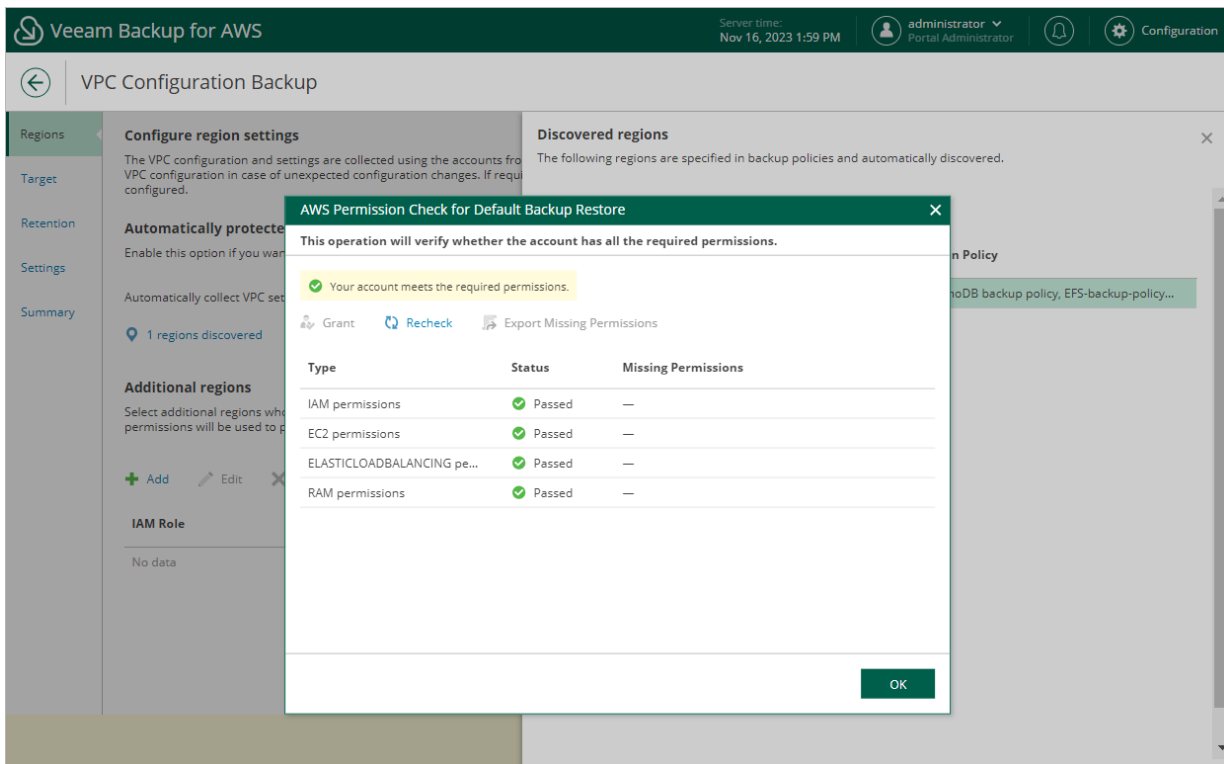 Veeam Backup for AWS
Server time:
Nov 16, 2023 1:59 PM
administrator
Portal Administrator
Configuration
VPC Configuration Backup
Regions
Target
Retention
Settings
Summary
Configure region settings
The VPC configuration and settings are collected using the accounts
VPC configuration in case of unexpected configuration changes. If
configured.
Automatically
Enable this option if you
Automatically collect VPC
1 regions discovered
Additional regions
Select additional regions
permissions will be used to
Add
Edit
IAM Role
No data
Discovered regions
The following regions are specified in backup policies and automatically discovered.
Policy
backup policy, EFS-backup-policy...
AWS Permission Check for Default Backup Restore
This operation will verify whether the account has all the required permissions.
Your account meets the required permissions.
Grant
Recheck
Export Missing Permissions
Type Status Missing Permissions
IAM permissions Passed —
EC2 permissions Passed —
ELASTICLOADBALANCING pe... Passed —
RAM permissions Passed —
OK